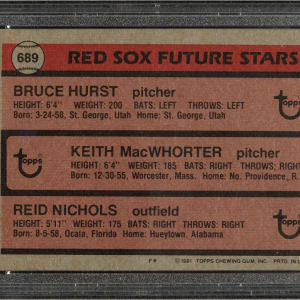 689
RED SOX FUTURE STARS
BRUCE HURST pitcher
HEIGHT: 6'4" WEIGHT: 200 BATS: LEFT THROWS: LEFT
Born: 3-24-58, St. George, Utah Home: St. George, Utah
Topps
KEITH MacWHORTER pitcher
HEIGHT: 6'4" WEIGHT: 185 BATS: RIGHT THROWS: RIGHT
Born: 12-30-55, Worcester, Mass. Home: No. Providence, R.
Topps
REID NICHOLS outfield
HEIGHT: 5'11" WEIGHT: 175 BATS: RIGHT THROWS: RIGHT
Born: 8-5-58, Ocala, Florida Home: Hueytown, Alabama
Topps
F* © 1981 TOPPS CHEWING GUM, INC. PRTD. IN